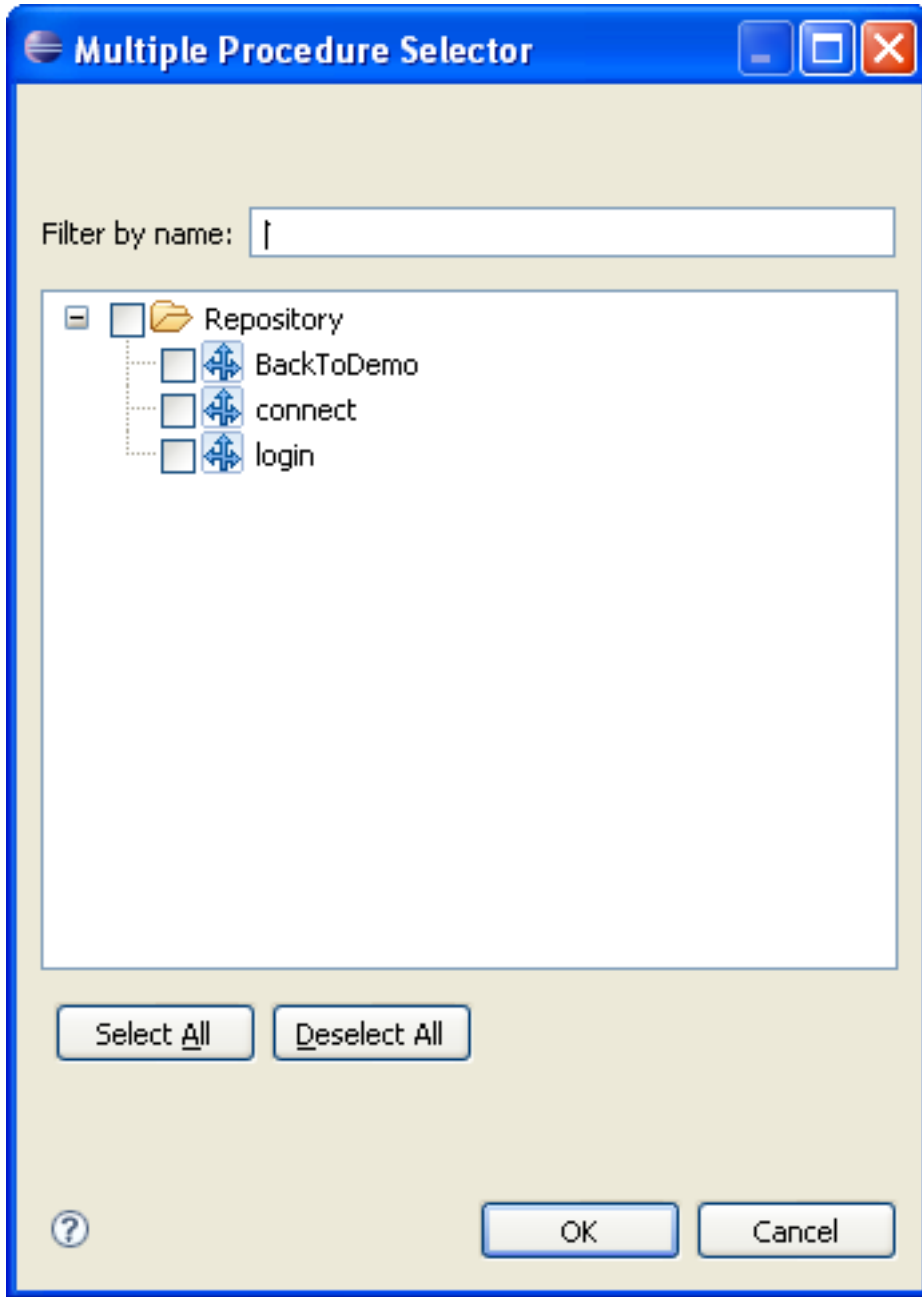 Multiple Procedure Selector
Filter by name:
Repository
BackToDemo
connect
login
Select All Deselect All
OK Cancel